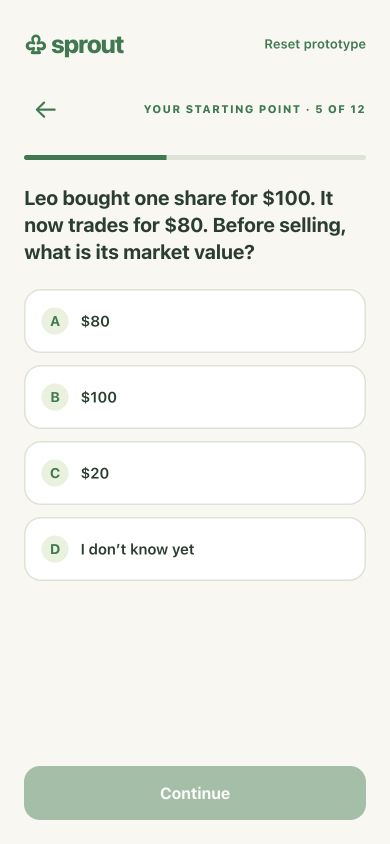 sprout
Reset prototype
YOUR STARTING POINT · 5 OF 12
Leo bought one share for $100. It
now trades for $80. Before selling,
what is its market value?
A $80
B $100
C $20
D I don’t know yet
Continue